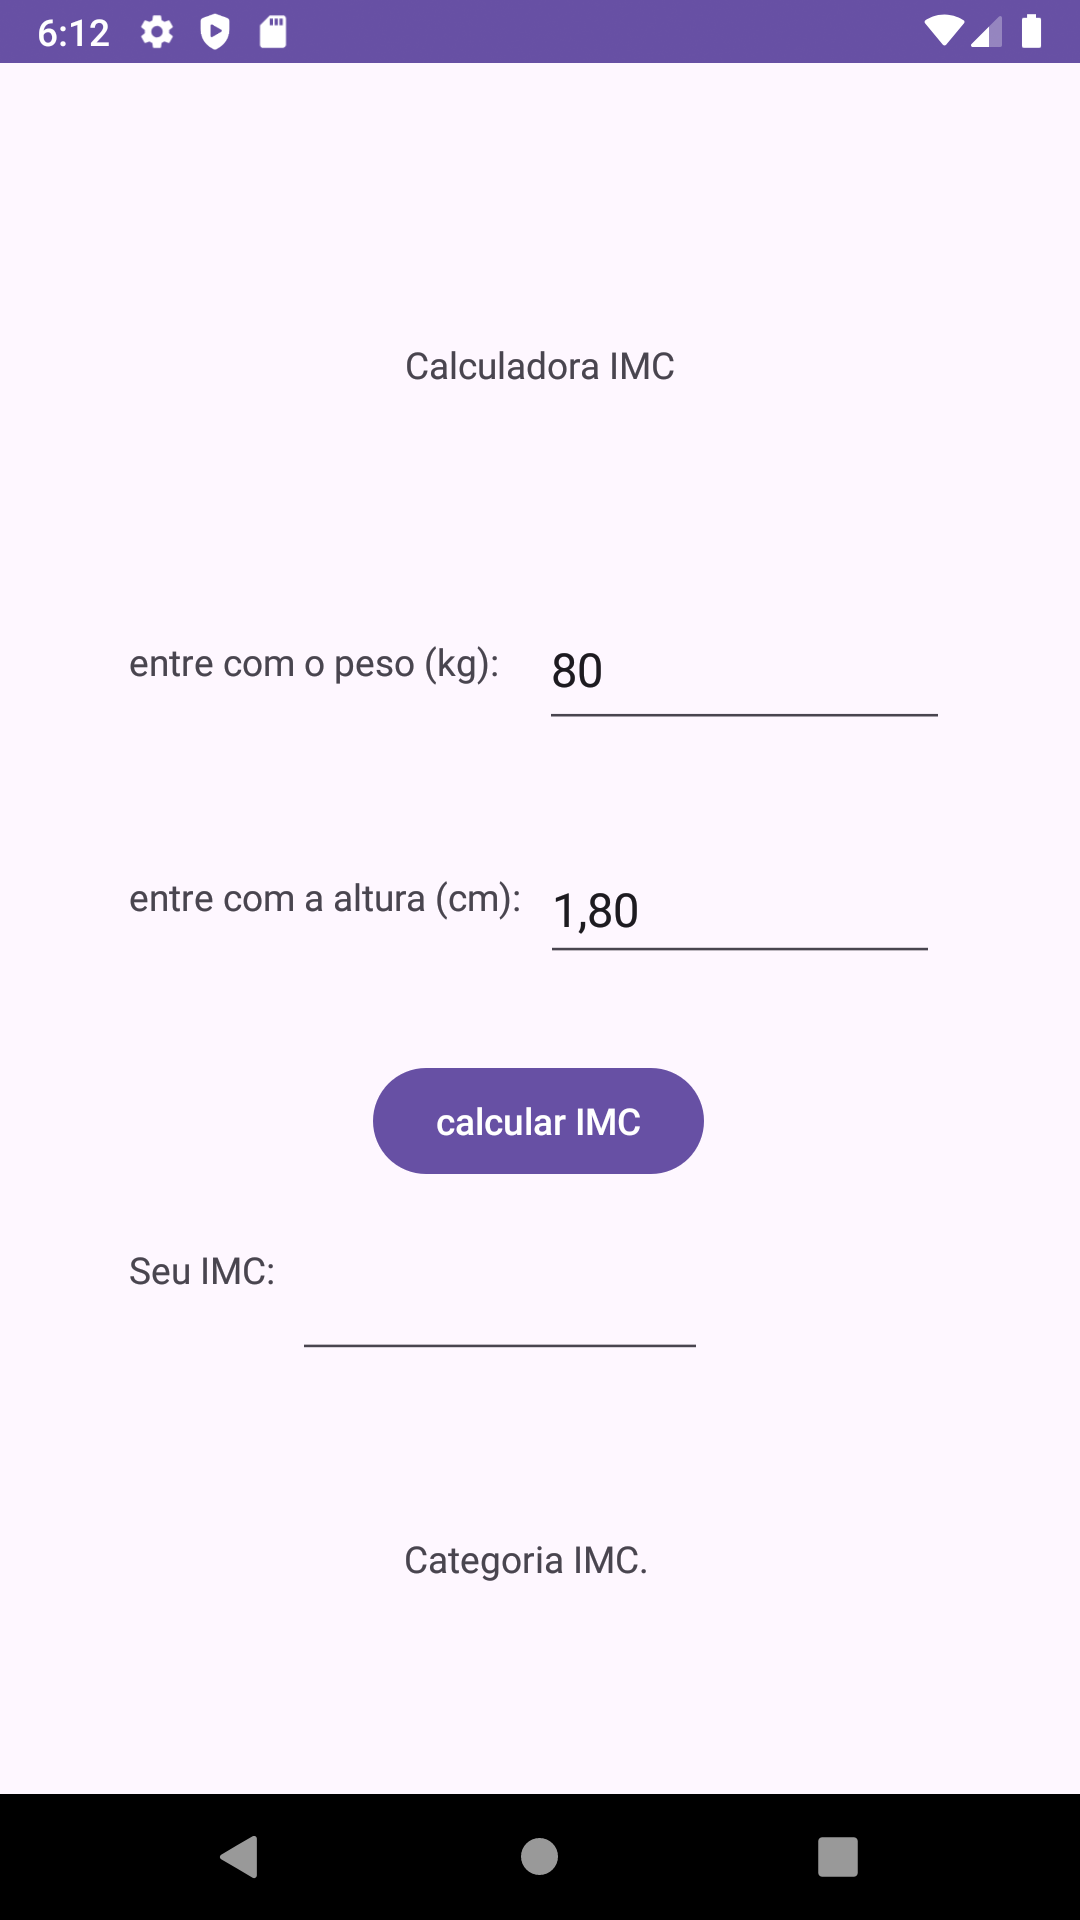 6:12
Calculadora IMC
entre com o peso (kg): 80
entre com a altura (cm): 1,80
calcular IMC
Seu IMC:
Categoria IMC.